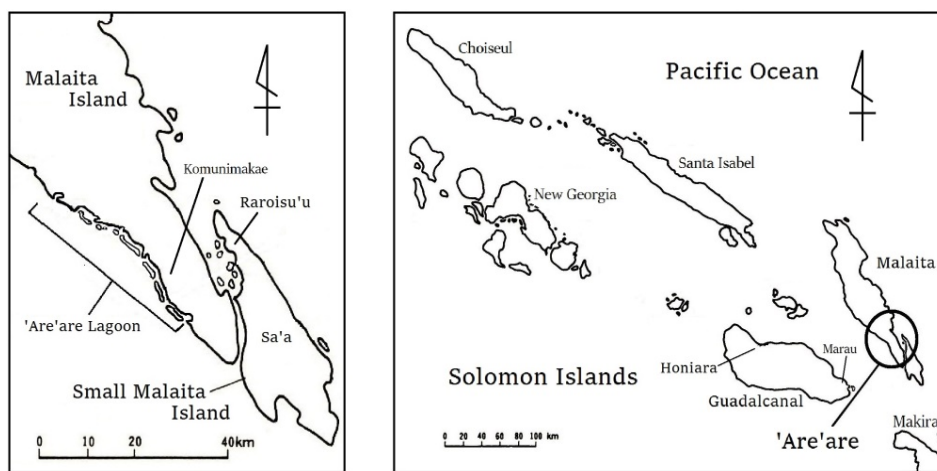 Malaita
Island
Komunimakae
Raroisu'u
'Are'are Lagoon
Sa'a
Small Malaita
Island
0 10 20 40km
Choiseul
Pacific Ocean
Santa Isabel
New Georgia
Malaita
Marau
Honiara
Solomon Islands
Guadalcanal
'Are'are
Makira
0 20 40 60 80 100
km